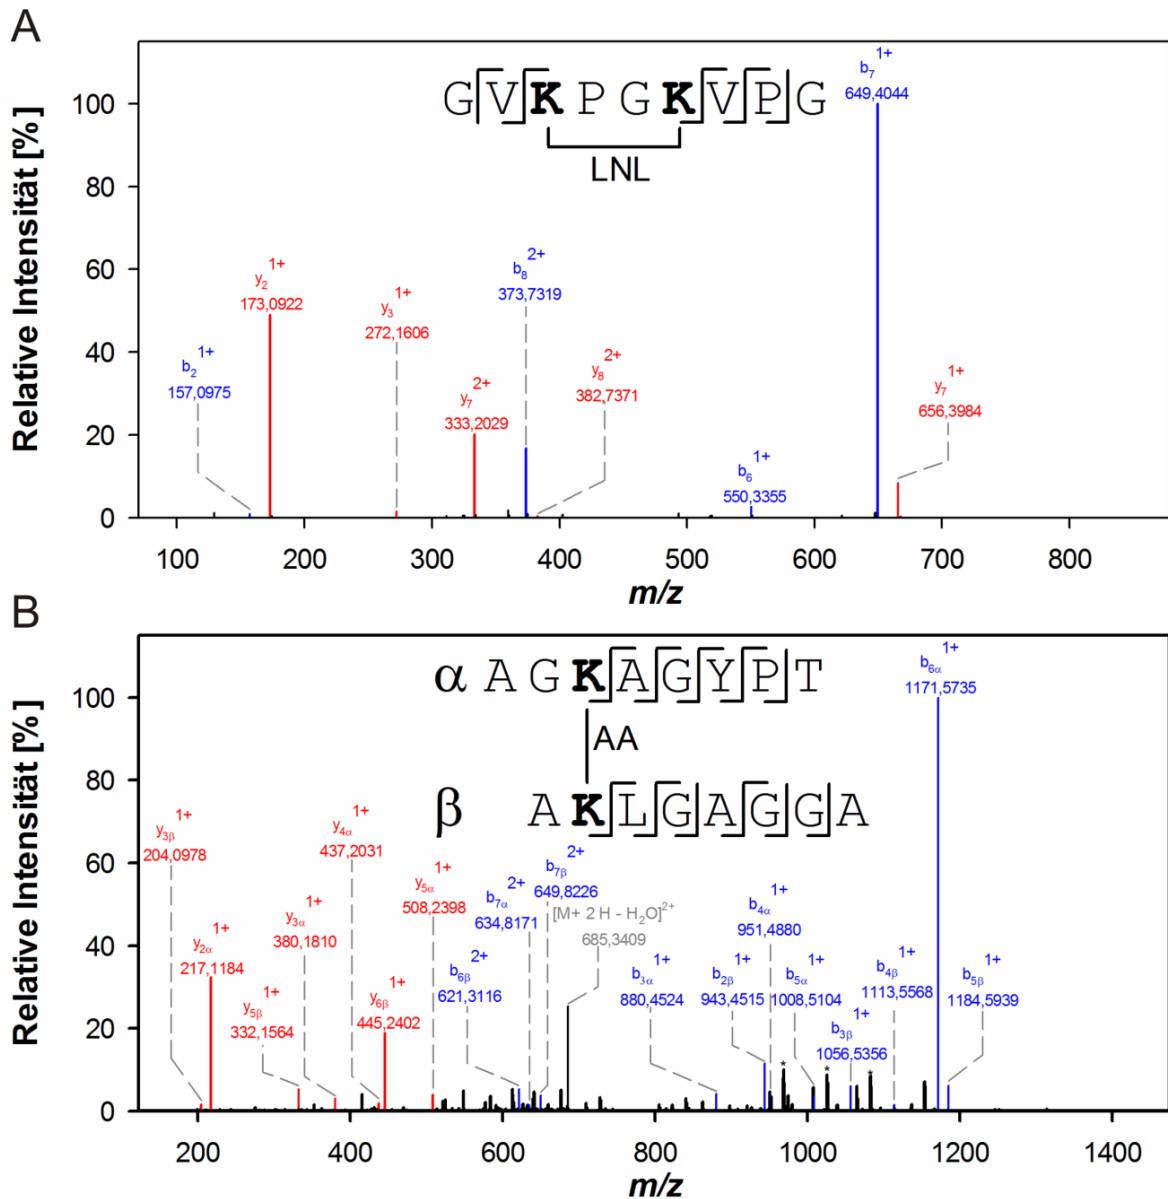 A
Relative Intensität [%]
100
80
60
40
20
0
G V K P G K V P G
LNL
b2 1+
157,0975
y2 1+
173,0922
y3 1+
272,1606
y7 2+
333,2029
b8 2+
373,7319
y8 2+
382,7371
b6 1+
550,3355
b7 1+
649,4044
y7 1+
656,3984
100 200 300 400 500 600 700 800
m/z
B
Relative Intensität [%]
100
80
60
40
20
0
α A G K A G Y P T
AA
β A K L G A G G A
y3β 1+
204,0978
y2α 1+
217,1184
y5β 1+
332,1564
y3α 1+
380,1810
y4α 1+
437,2031
y6β 1+
445,2402
y5α 1+
508,2398
b6β 2+
621,3116
b7α 2+
634,8171
b7β 2+
649,8226
[M+ 2 H - H2O]2+
685,3409
b3α 1+
880,4524
b2β 1+
943,4515
b4α 1+
951,4880
b5α 1+
1008,5104
b3β 1+
1056,5356
b4β 1+
1113,5568
b6α 1+
1171,5735
b5β 1+
1184,5939
* * *
200 400 600 800 1000 1200 1400
m/z